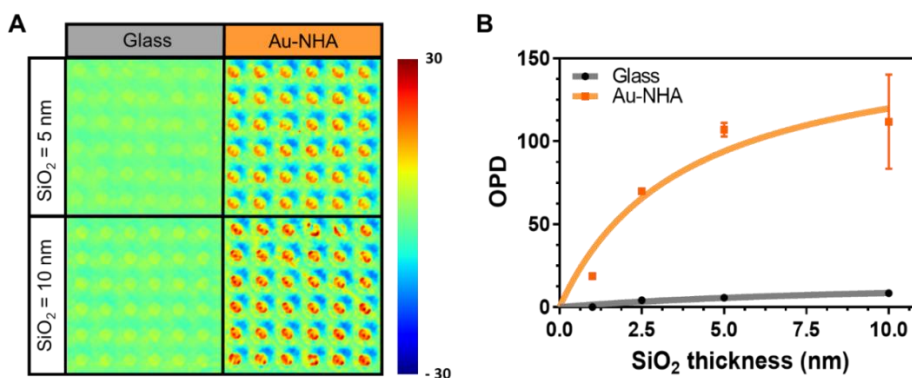 A
Glass
Au-NHA
SiO₂ = 5 nm
SiO₂ = 10 nm
30
- 30
B
Glass
Au-NHA
OPD
150
100
50
0
0.0
2.5
5.0
7.5
10.0
SiO₂ thickness (nm)